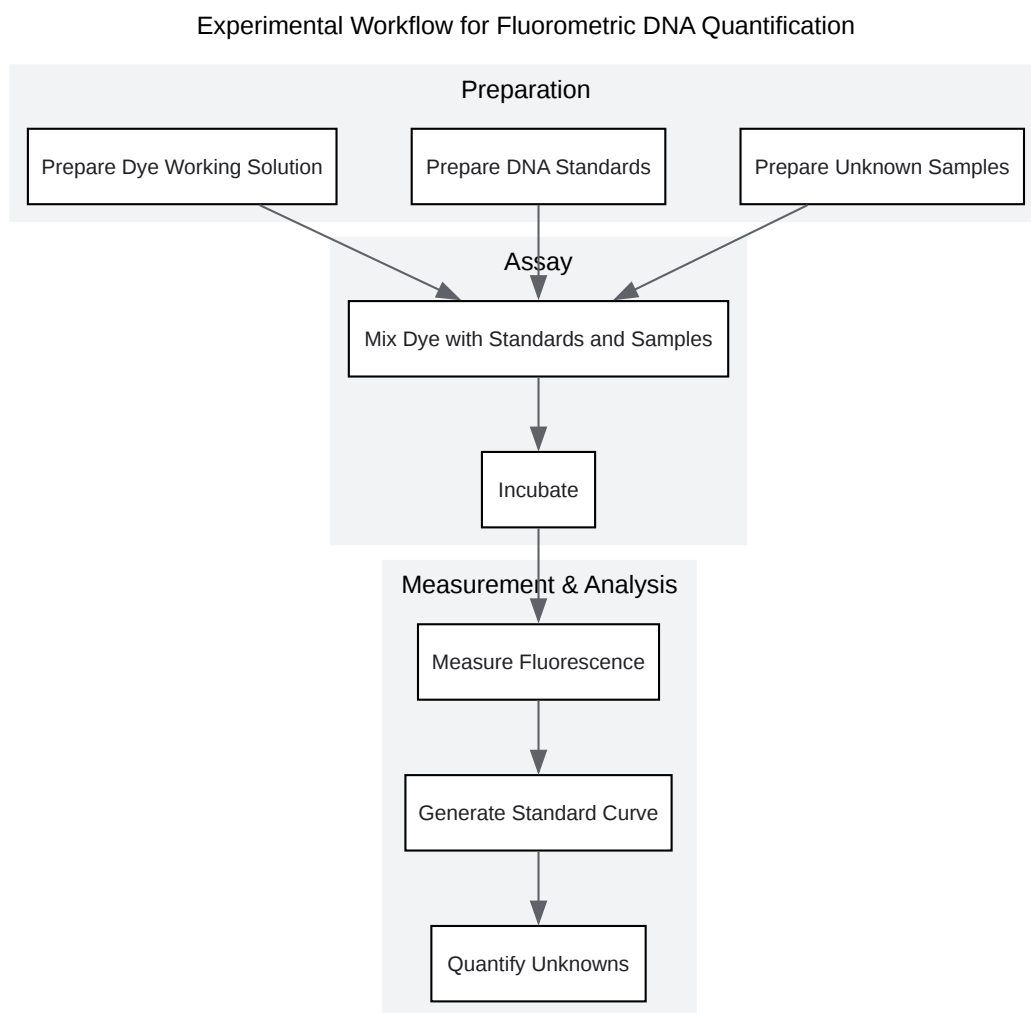 Experimental Workflow for Fluorometric DNA Quantification
Preparation
Prepare Dye Working Solution
Prepare DNA Standards
Prepare Unknown Samples
Assay
Mix Dye with Standards and Samples
Incubate
Measurement & Analysis
Measure Fluorescence
Generate Standard Curve
Quantify Unknowns